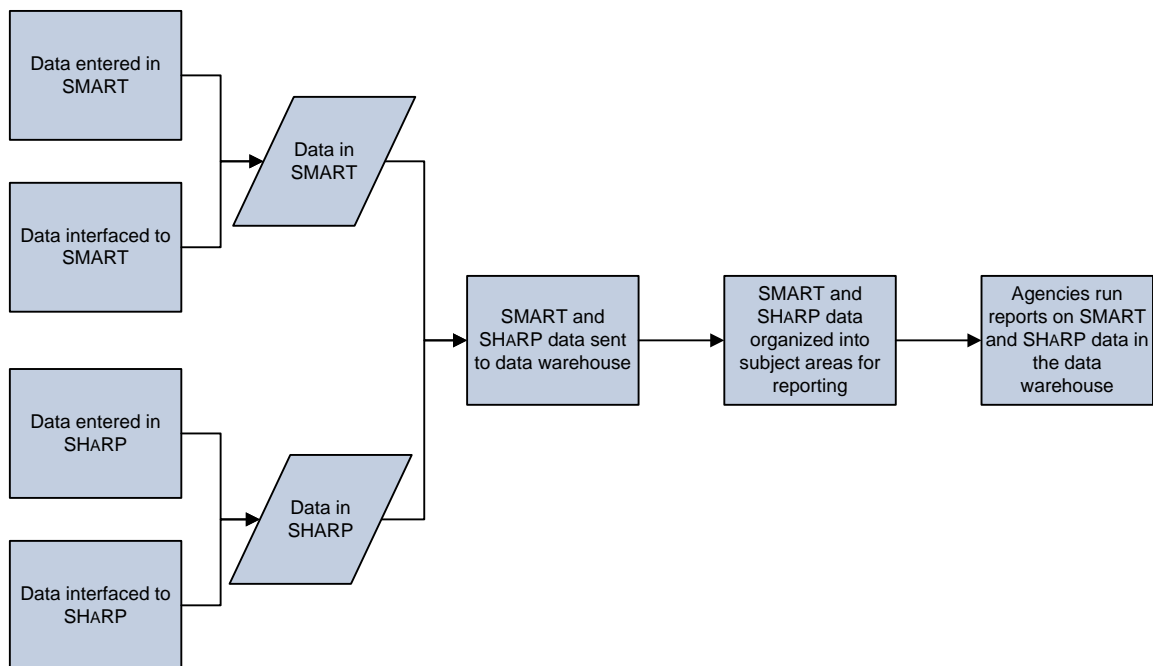 Data entered in
SMART
Data interfaced to
SMART
Data in
SMART
Data entered in
SHARP
Data interfaced to
SHARP
Data in
SHARP
SMART and
SHARP data sent
to data warehouse
SMART and
SHARP data
organized into
subject areas for
reporting
Agencies run
reports on SMART
and SHARP data in
the data
warehouse